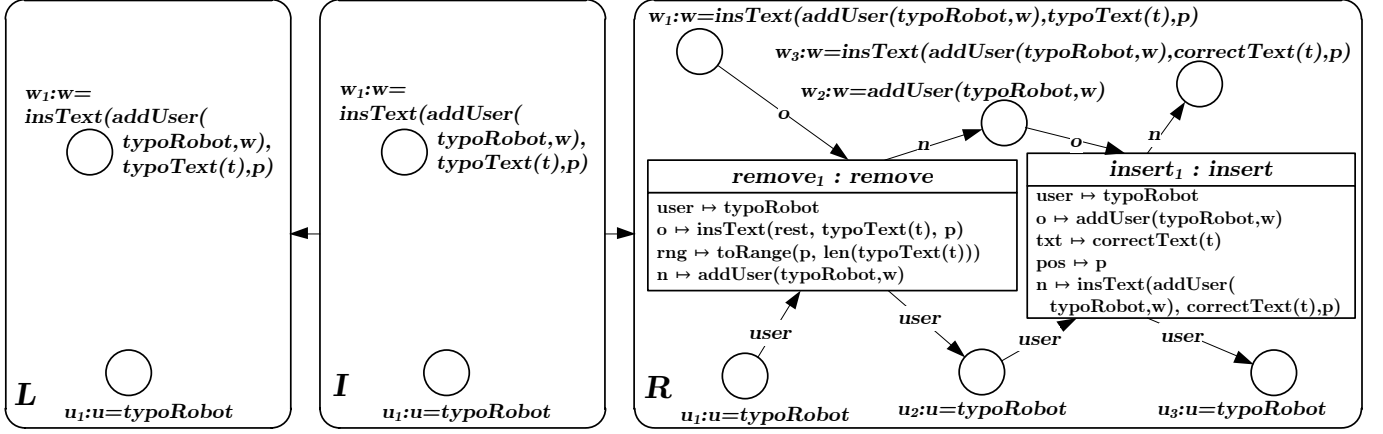 w₁:w=
insText(addUser(
typoRobot,w),
typoText(t),p)
u₁:u=typoRobot
L
w₁:w=
insText(addUser(
typoRobot,w),
typoText(t),p)
u₁:u=typoRobot
I
w₁:w=insText(addUser(typoRobot,w),typoText(t),p)
w₃:w=insText(addUser(typoRobot,w),correctText(t),p)
w₂:w=addUser(typoRobot,w)
o
n
o
n
remove₁ : remove
user ↦ typoRobot
o ↦ insText(rest, typoText(t), p)
rng ↦ toRange(p, len(typoText(t)))
n ↦ addUser(typoRobot,w)
insert₁ : insert
user ↦ typoRobot
o ↦ addUser(typoRobot,w)
txt ↦ correctText(t)
pos ↦ p
n ↦ insText(addUser(
typoRobot,w), correctText(t),p)
user
user
user
user
u₁:u=typoRobot
u₂:u=typoRobot
u₃:u=typoRobot
R